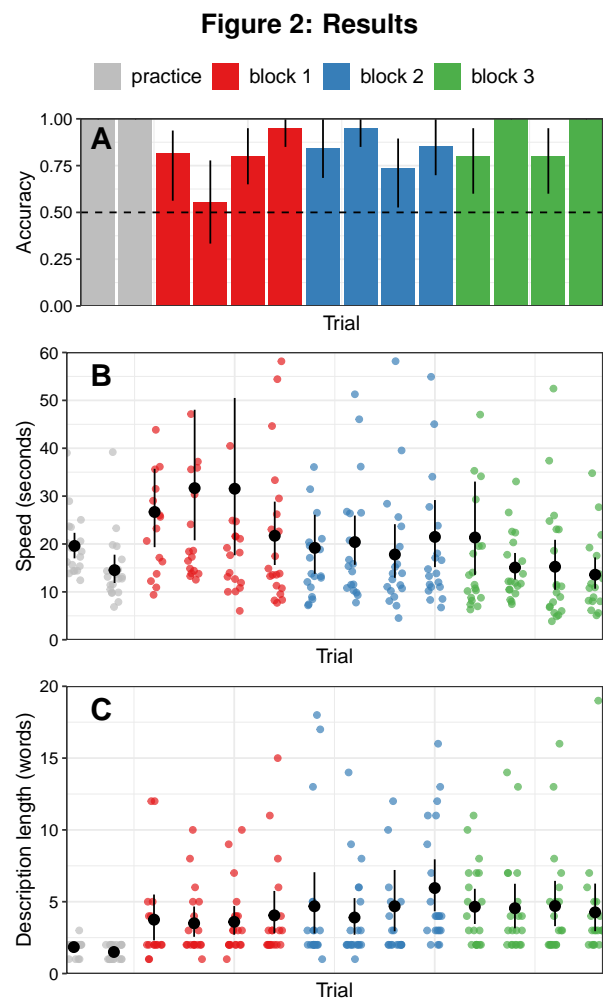 Figure 2: Results
practice block 1 block 2 block 3
A
Accuracy
1.00
0.75
0.50
0.25
0.00
Trial
B
Speed (seconds)
60
50
40
30
20
10
0
Trial
C
Description length (words)
20
15
10
5
0
Trial